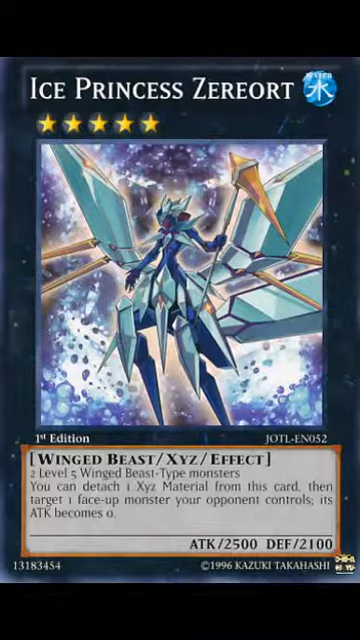 Ice Princess Zereort
WATER
水
1st Edition
JOTL-EN052
[Winged Beast/Xyz/Effect]
2 Level 5 Winged Beast-Type monsters
You can detach 1 Xyz Material from this card, then
target 1 face-up monster your opponent controls; its
ATK becomes 0.
ATK/2500 DEF/2100
13183454
©1996 KAZUKI TAKAHASHI